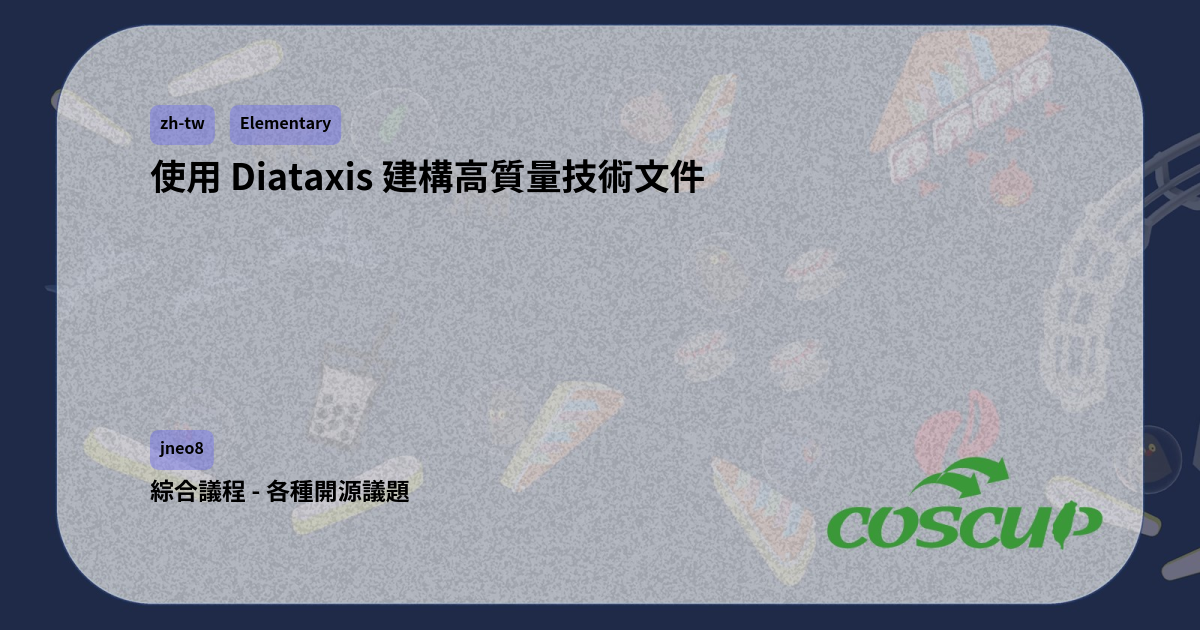 zh-tw Elementary
使用 Diataxis 建構高質量技術文件
jneo8
綜合議程 - 各種開源議題
COSCUP